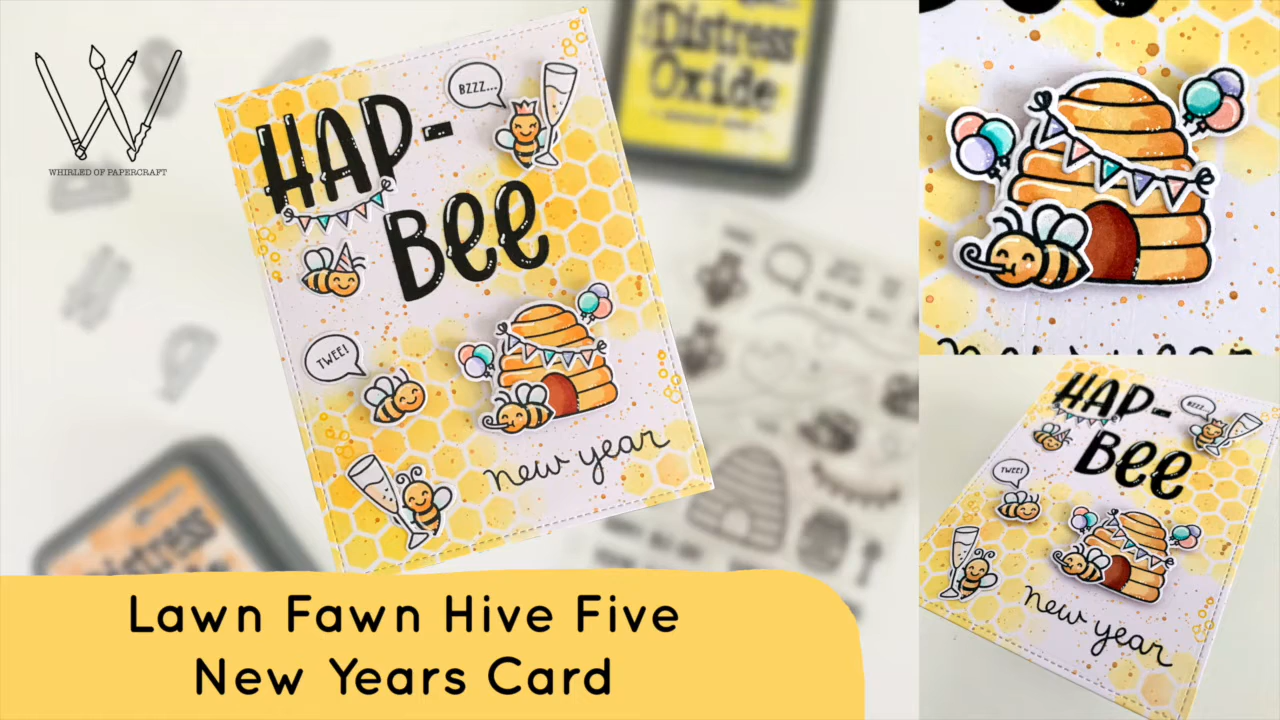 WHIRLED OF PAPERCRAFT
Distress
Oxide
BZZZ...
HAP-
BEE
TWEE!
new year
Distress
HAP-
BEE
BZZZ...
TWEE!
new year
Lawn Fawn Hive Five
New Years Card